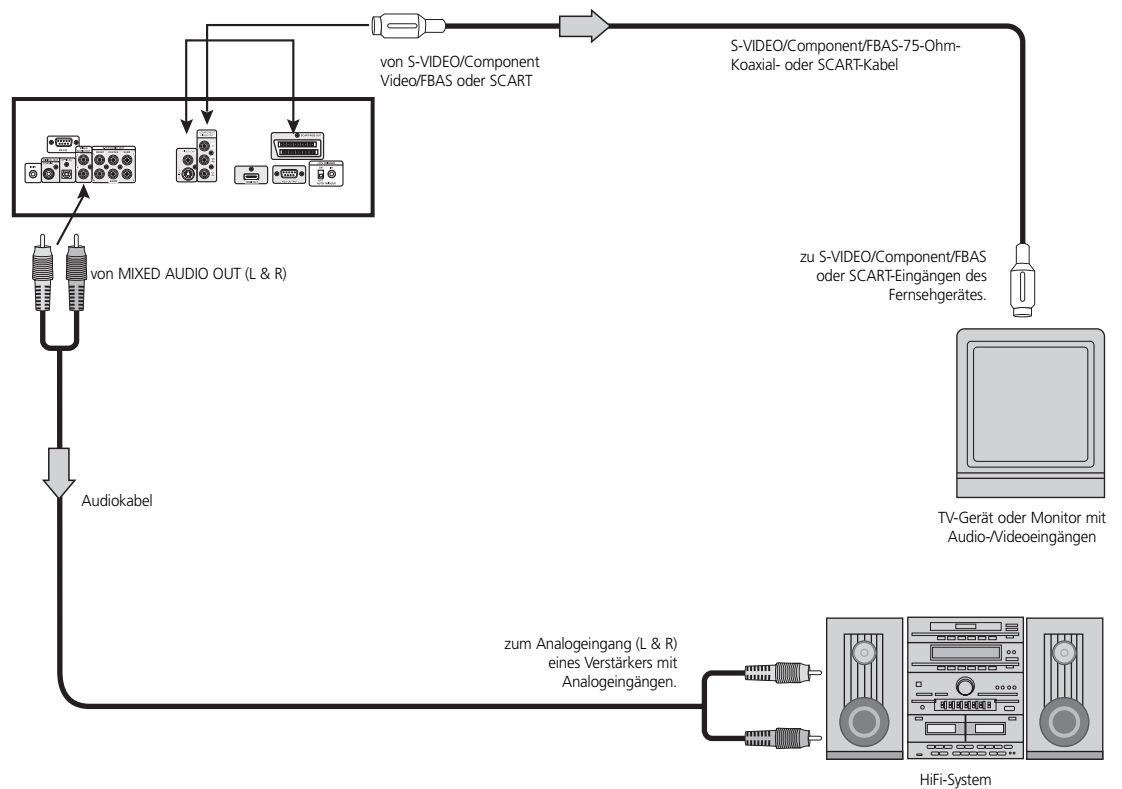 von S-VIDEO/Component
Video/FBAS oder SCART
S-VIDEO/Component/FBAS-75-Ohm-
Koaxial- oder SCART-Kabel
von MIXED AUDIO OUT (L & R)
zu S-VIDEO/Component/FBAS
oder SCART-Eingängen des
Fernsehgerätes.
TV-Gerät oder Monitor mit
Audio-/Videoeingängen
Audiokabel
zum Analogeingang (L & R)
eines Verstärkers mit
Analogeingängen.
HiFi-System